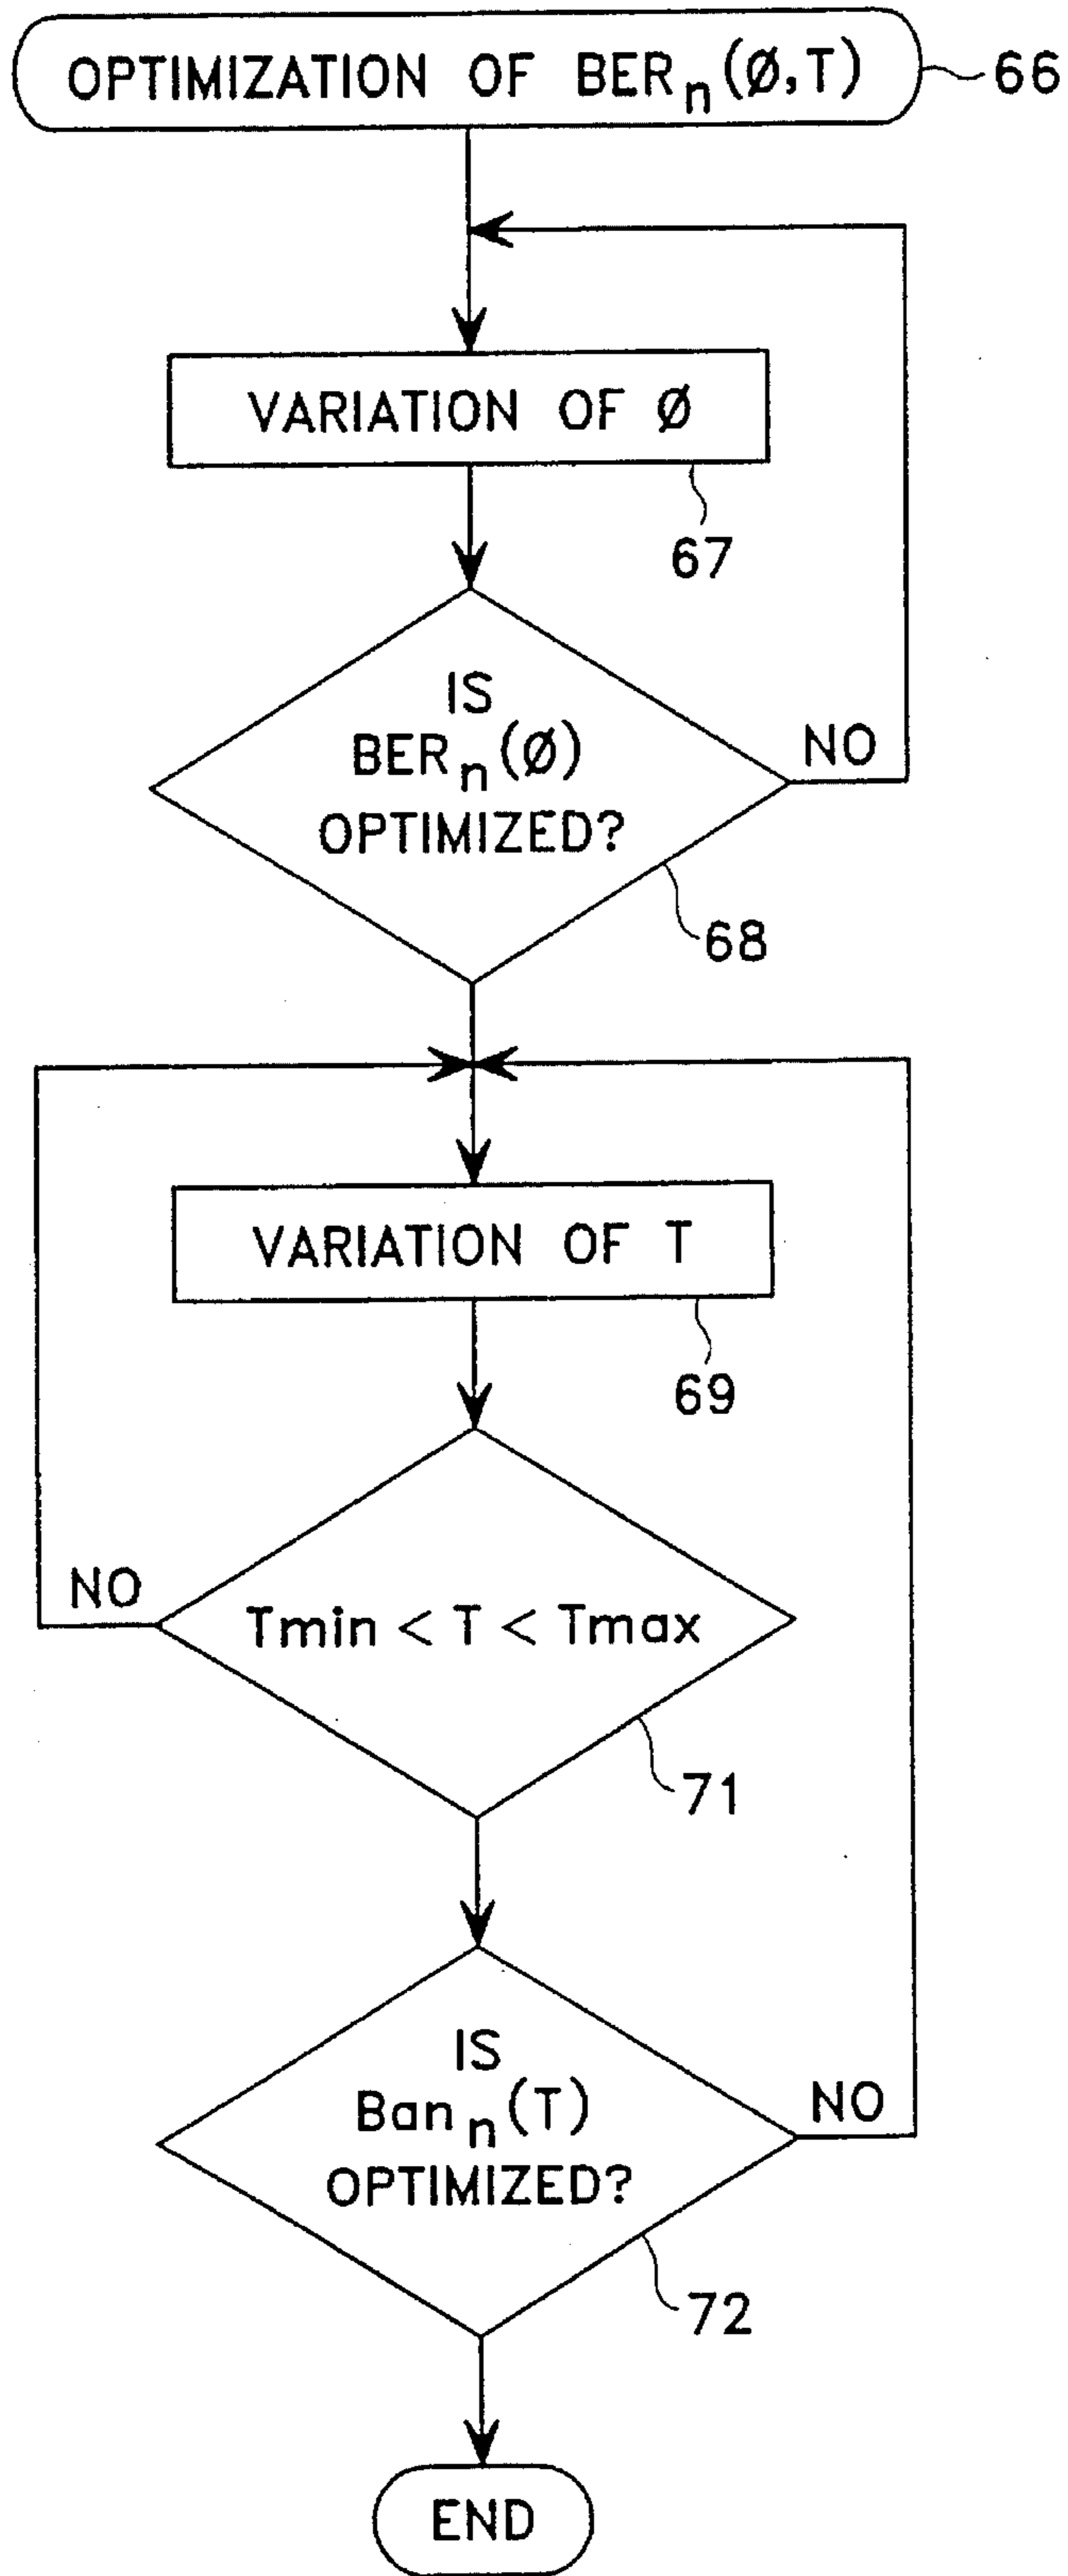 OPTIMIZATION OF BERn(Ø,T)
66
VARIATION OF Ø
67
IS
BERn(Ø)
OPTIMIZED?
NO
68
VARIATION OF T
69
NO
Tmin < T < Tmax
71
IS
Bann(T)
OPTIMIZED?
NO
72
END